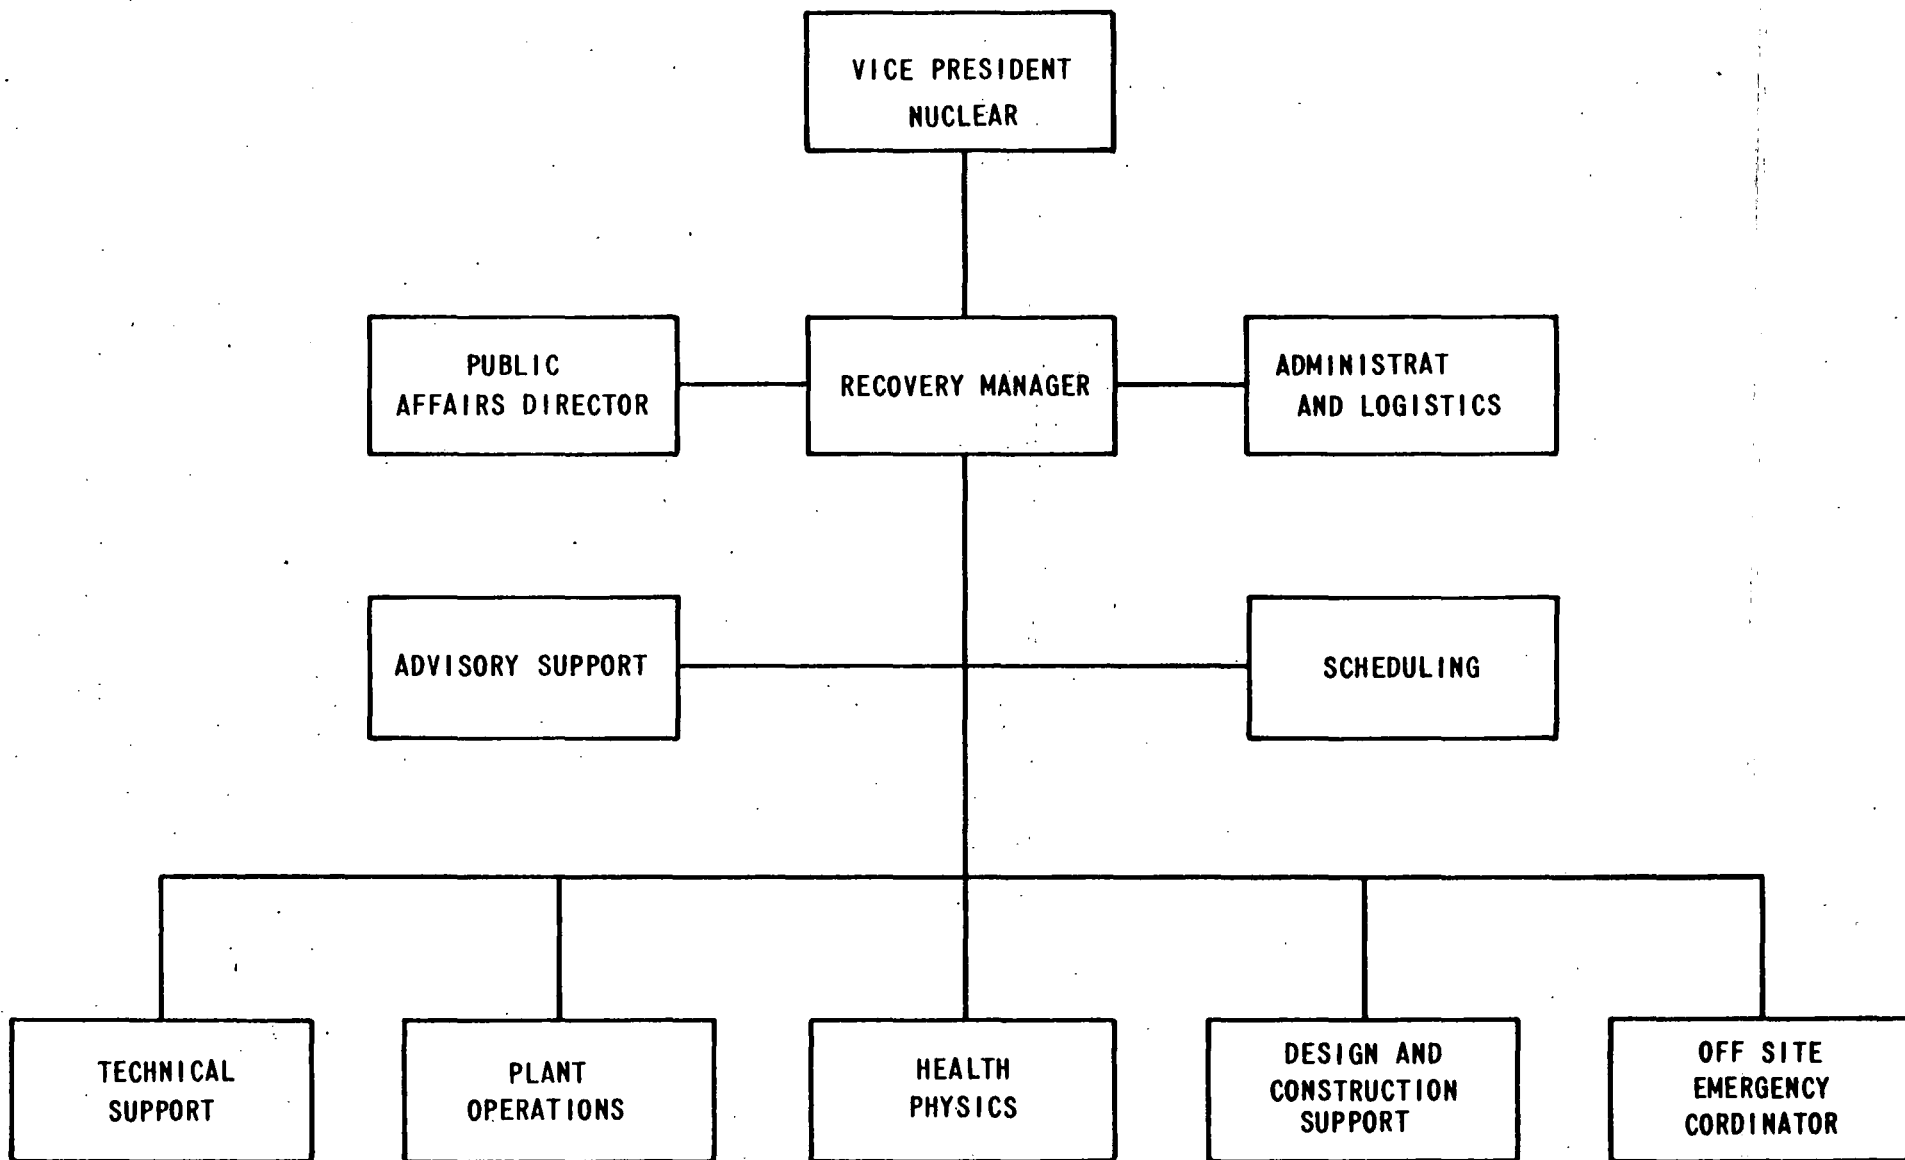 VICE PRESIDENT
NUCLEAR
PUBLIC
AFFAIRS DIRECTOR
RECOVERY MANAGER
ADMINISTRAT
AND LOGISTICS
ADVISORY SUPPORT
SCHEDULING
TECHNICAL
SUPPORT
PLANT
OPERATIONS
HEALTH
PHYSICS
DESIGN AND
CONSTRUCTION
SUPPORT
OFF SITE
EMERGENCY
CORDINATOR